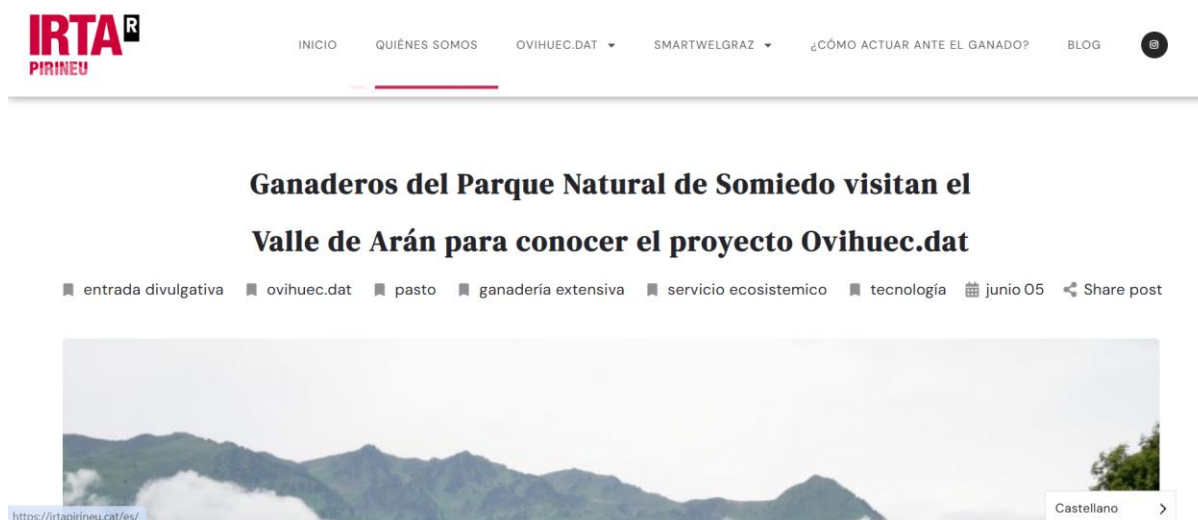 IRTA R
PIRINEU
INICIO QUIÉNES SOMOS OVIHUEC.DAT SMARTWELGRAZ ¿CÓMO ACTUAR ANTE EL GANADO? BLOG
Ganaderos del Parque Natural de Somiedo visitan el
Valle de Arán para conocer el proyecto Ovihuec.dat
entrada divulgativa ovihuec.dat pasto ganadería extensiva servicio ecosistemico tecnología junio 05 Share post
Castellano
https://irtapirineu.cat/es/